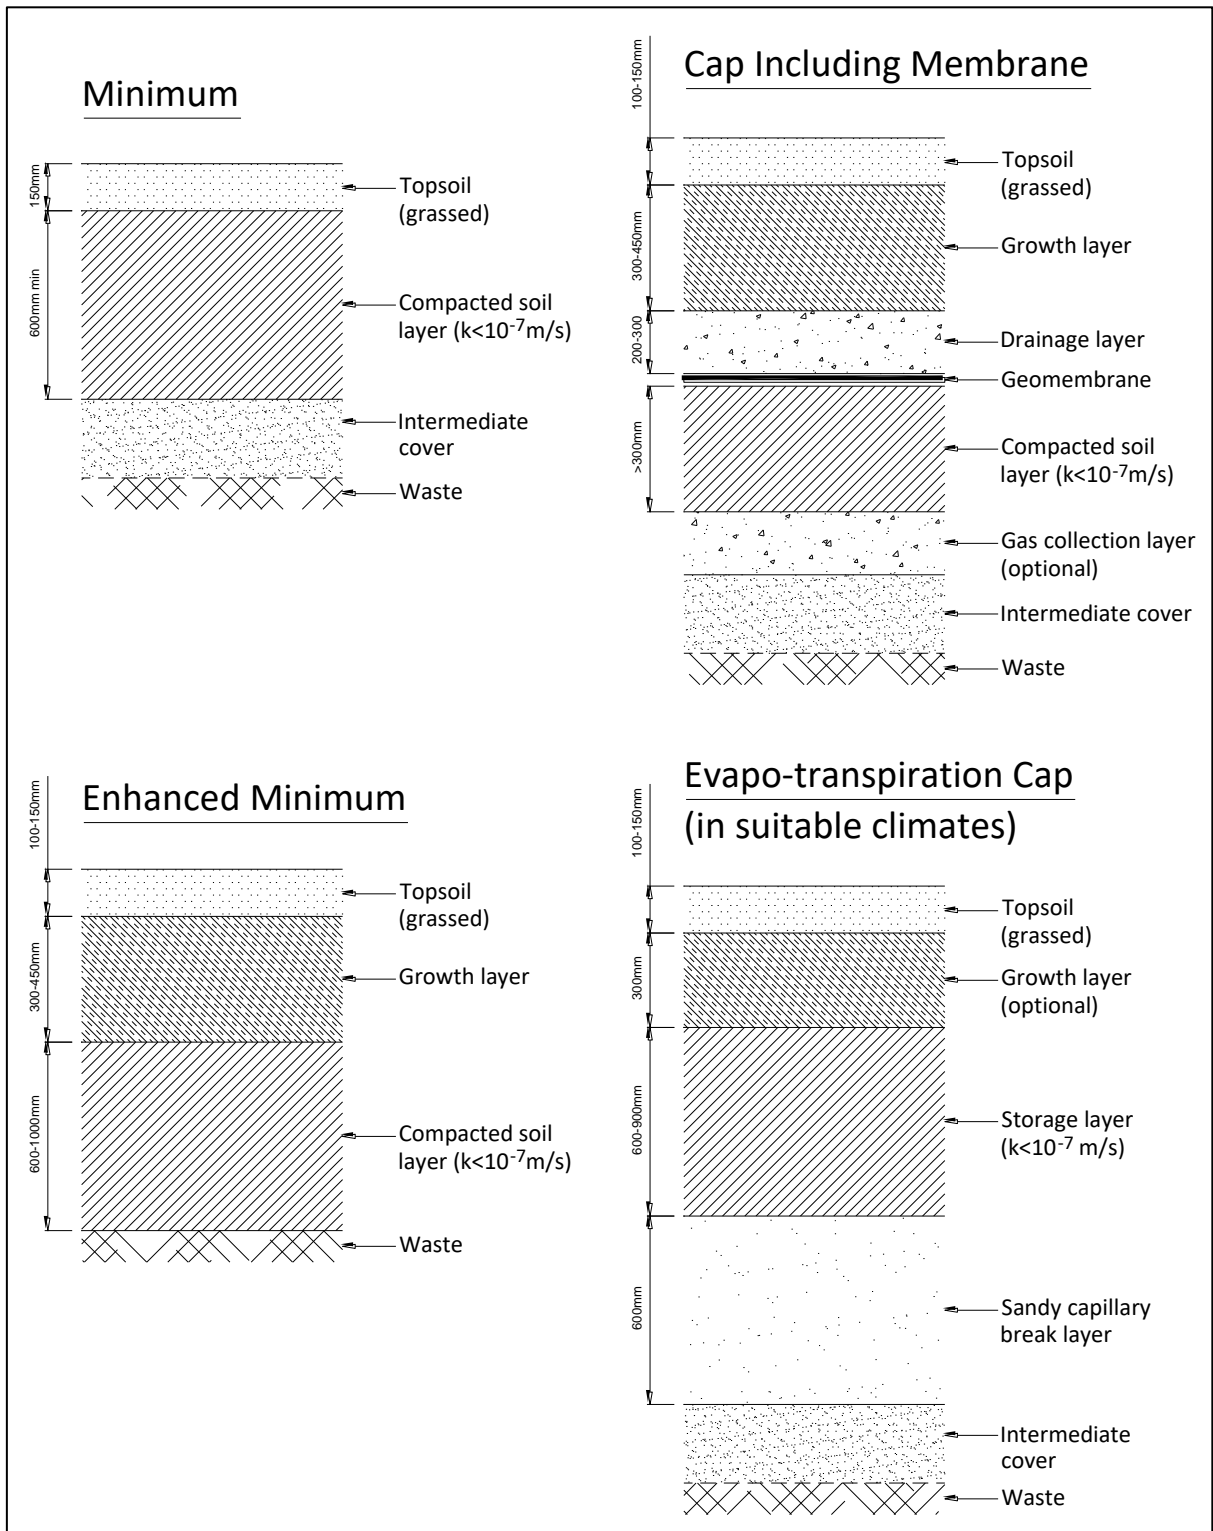 Minimum
150mm
600mm min
Topsoil
(grassed)
Compacted soil
layer (k<10-7m/s)
Intermediate
cover
Waste
Cap Including Membrane
100-150mm
300-450mm
200-300
>300mm
Topsoil
(grassed)
Growth layer
Drainage layer
Geomembrane
Compacted soil
layer (k<10-7m/s)
Gas collection layer
(optional)
Intermediate cover
Waste
Enhanced Minimum
100-150mm
300-450mm
600-1000mm
Topsoil
(grassed)
Growth layer
Compacted soil
layer (k<10-7m/s)
Waste
Evapo-transpiration Cap
(in suitable climates)
100-150mm
300mm
600-900mm
600mm
Topsoil
(grassed)
Growth layer
(optional)
Storage layer
(k<10-7 m/s)
Sandy capillary
break layer
Intermediate
cover
Waste